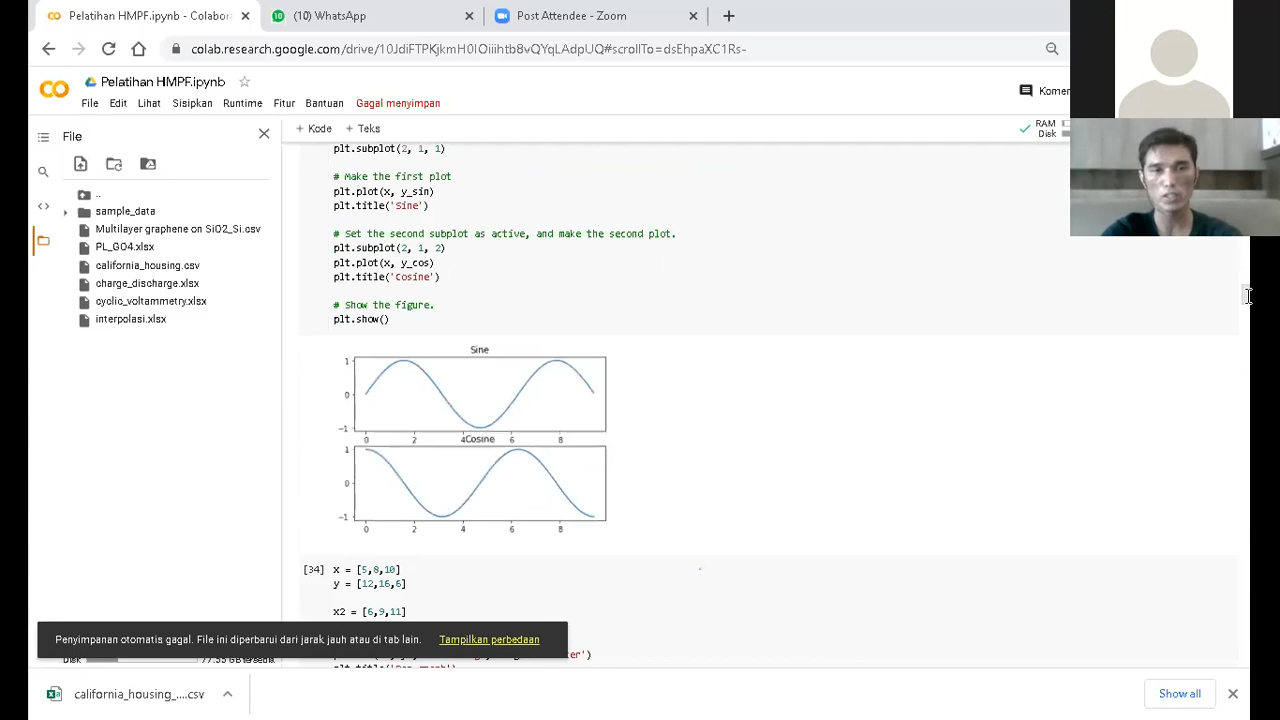 Pelatihan HMPF.ipynb - Colabora
(10) WhatsApp
Post Attendee - Zoom
colab.research.google.com/drive/10JdiFTPKjkmH0IOiiihtb8vQYqLAdpUQ#scrollTo=dsEhpaXC1Rs-
Pelatihan HMPF.ipynb
File Edit Lihat Sisipkan Runtime Fitur Bantuan Gagal menyimpan
Komer
File
+ Kode + Teks
RAM
Disk
..
sample_data
Multilayer graphene on SiO2_Si.csv
PL_GO4.xlsx
california_housing.csv
charge_discharge.xlsx
cyclic_voltammetry.xlsx
interpolasi.xlsx
plt.subplot(2, 1, 1)
# Make the first plot
plt.plot(x, y_sin)
plt.title('Sine')
# Set the second subplot as active, and make the second plot.
plt.subplot(2, 1, 2)
plt.plot(x, y_cos)
plt.title('Cosine')
# Show the figure.
plt.show()
Sine
1
0
-1
0 2 4 6 8
Cosine
1
0
-1
0 2 4 6 8
[34] x = [5,8,10]
y = [12,16,6]
x2 = [6,9,11]
Penyimpanan otomatis gagal. File ini diperbarui dari jarak jauh atau di tab lain. Tampilkan perbedaan
california_housing_....csv
Show all